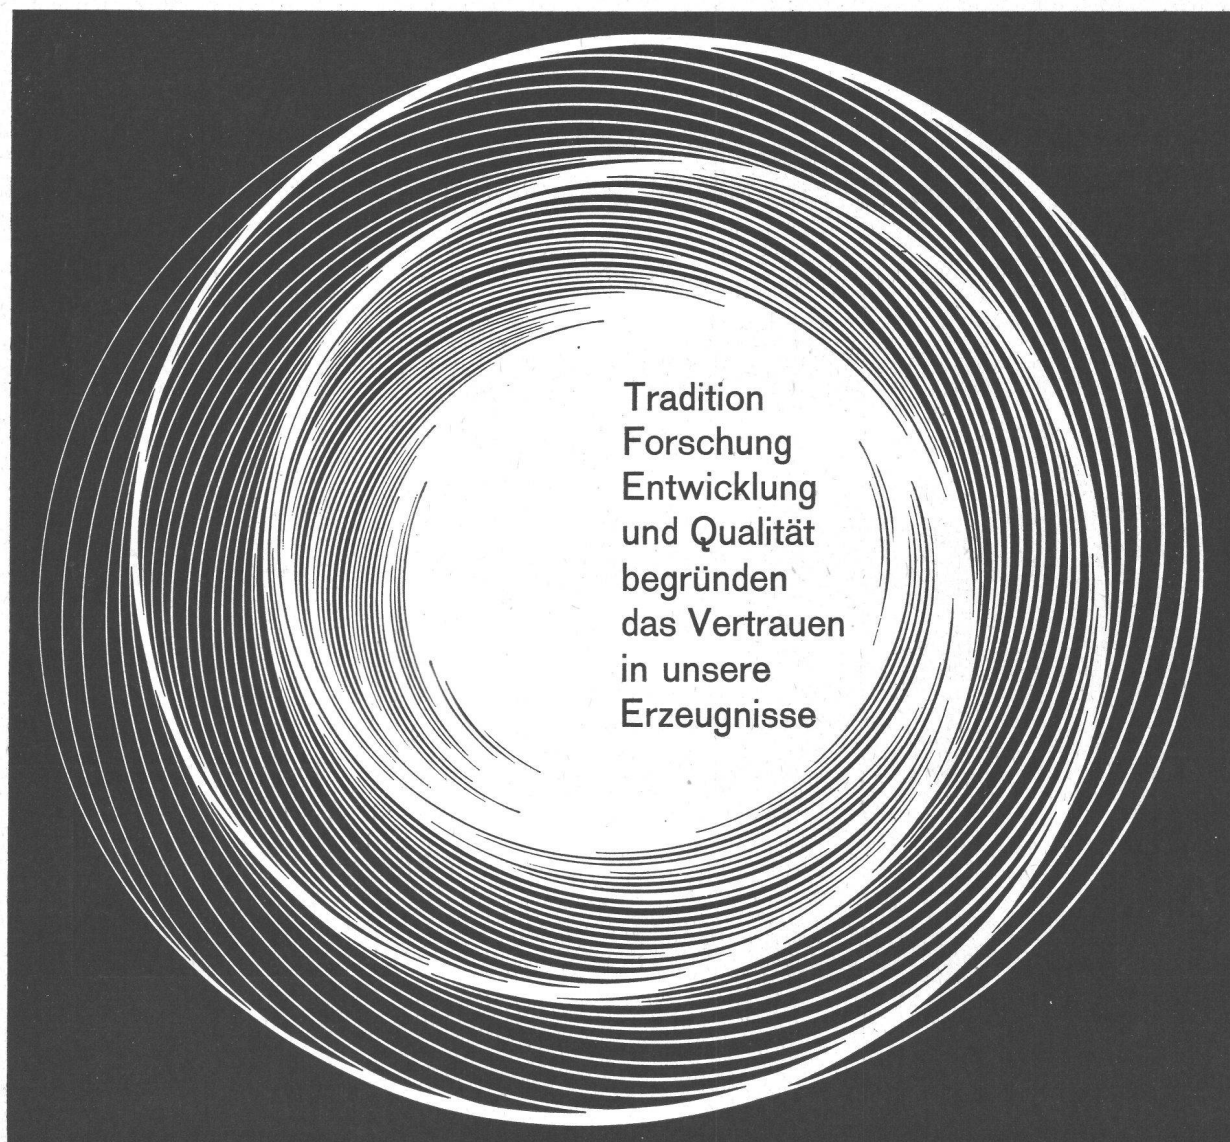 Tradition
Forschung
Entwicklung
und Qualität
begründen
das Vertrauen
in unsere
Erzeugnisse